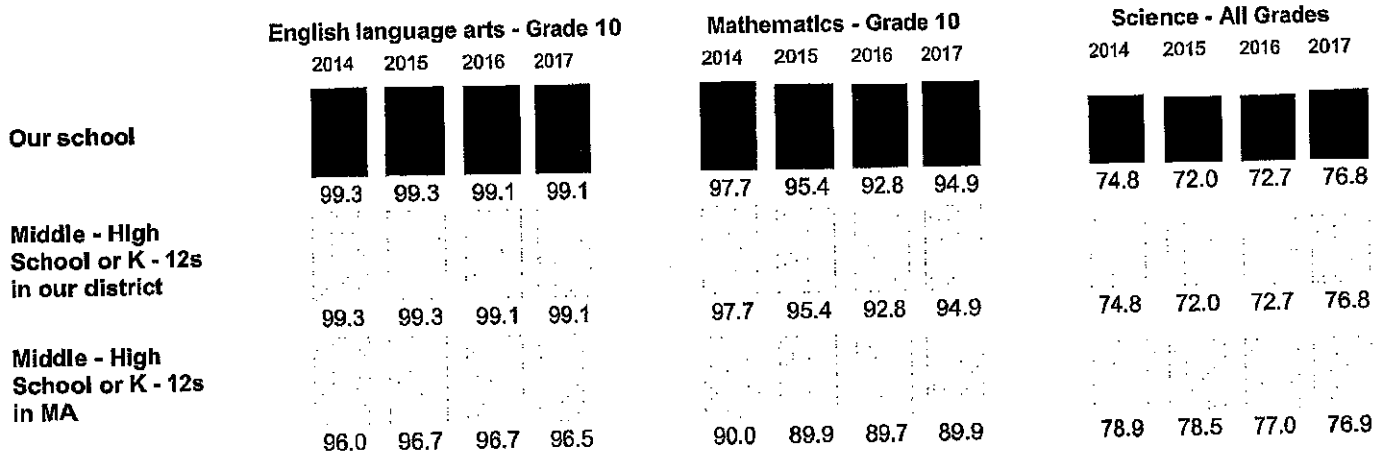 English language arts - Grade 10 Mathematics - Grade 10 Science - All Grades
2014 2015 2016 2017 2014 2015 2016 2017 2014 2015 2016 2017
Our school
99.3 99.3 99.1 99.1 97.7 95.4 92.8 94.9 74.8 72.0 72.7 76.8
Middle - High
School or K - 12s
in our district
99.3 99.3 99.1 99.1 97.7 95.4 92.8 94.9 74.8 72.0 72.7 76.8
Middle - High
School or K - 12s
in MA
96.0 96.7 96.7 96.5 90.0 89.9 89.7 89.9 78.9 78.5 77.0 76.9